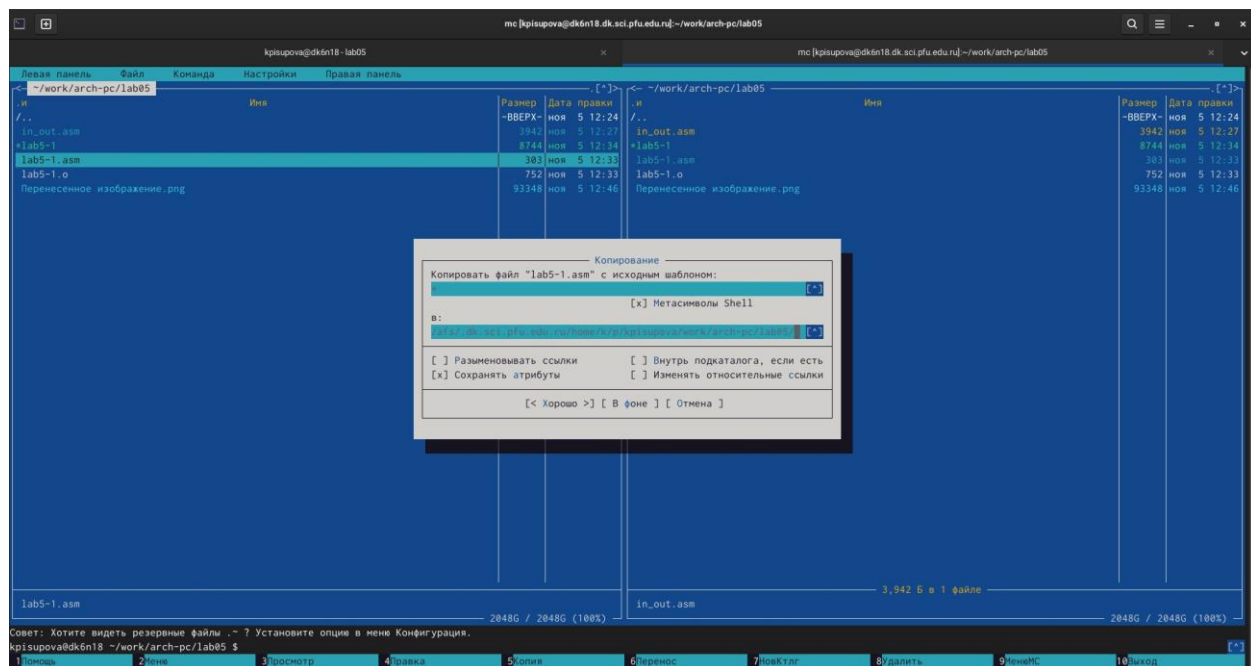 mc [kpisupova@dk6n18.dk.sci.pfu.edu.ru]:~/work/arch-pc/lab05
kpisupova@dk6n18 - lab05
mc [kpisupova@dk6n18.dk.sci.pfu.edu.ru]:~/work/arch-pc/lab05
Левая панель Файл Команда Настройки Правая панель
<- ~/work/arch-pc/lab05 .[^]>
.и Имя Размер Дата правки
/.. -ВВЕРХ- ноя 5 12:24
in_out.asm 3942 ноя 5 12:27
*lab5-1 8744 ноя 5 12:34
lab5-1.asm 303 ноя 5 12:33
lab5-1.o 752 ноя 5 12:33
Перенесенное изображение.png 93348 ноя 5 12:46
lab5-1.asm
2048G / 2048G (100%)
<- ~/work/arch-pc/lab05 .[^]>
.и Имя Размер Дата правки
/.. -ВВЕРХ- ноя 5 12:24
in_out.asm 3942 ноя 5 12:27
*lab5-1 8744 ноя 5 12:34
lab5-1.asm 303 ноя 5 12:33
lab5-1.o 752 ноя 5 12:33
Перенесенное изображение.png 93348 ноя 5 12:46
3,942 Б в 1 файле
in_out.asm
2048G / 2048G (100%)
Копирование
Копировать файл "lab5-1.asm" с исходным шаблоном:
* [^]
[x] Метасимволы Shell
в:
/afs/.dk.sci.pfu.edu.ru/home/k/p/kpisupova/work/arch-pc/lab05/ [^]
[ ] Разыменовывать ссылки [ ] Внутрь подкаталога, если есть
[x] Сохранять атрибуты [ ] Изменять относительные ссылки
[< Хорошо >] [ В фоне ] [ Отмена ]
Совет: Хотите видеть резервные файлы .~ ? Установите опцию в меню Конфигурация.
kpisupova@dk6n18 ~/work/arch-pc/lab05 $ [^]
1Помощь 2Меню 3Просмотр 4Правка 5Копия 6Перенос 7НовКтлг 8Удалить 9МенюMC 10Выход